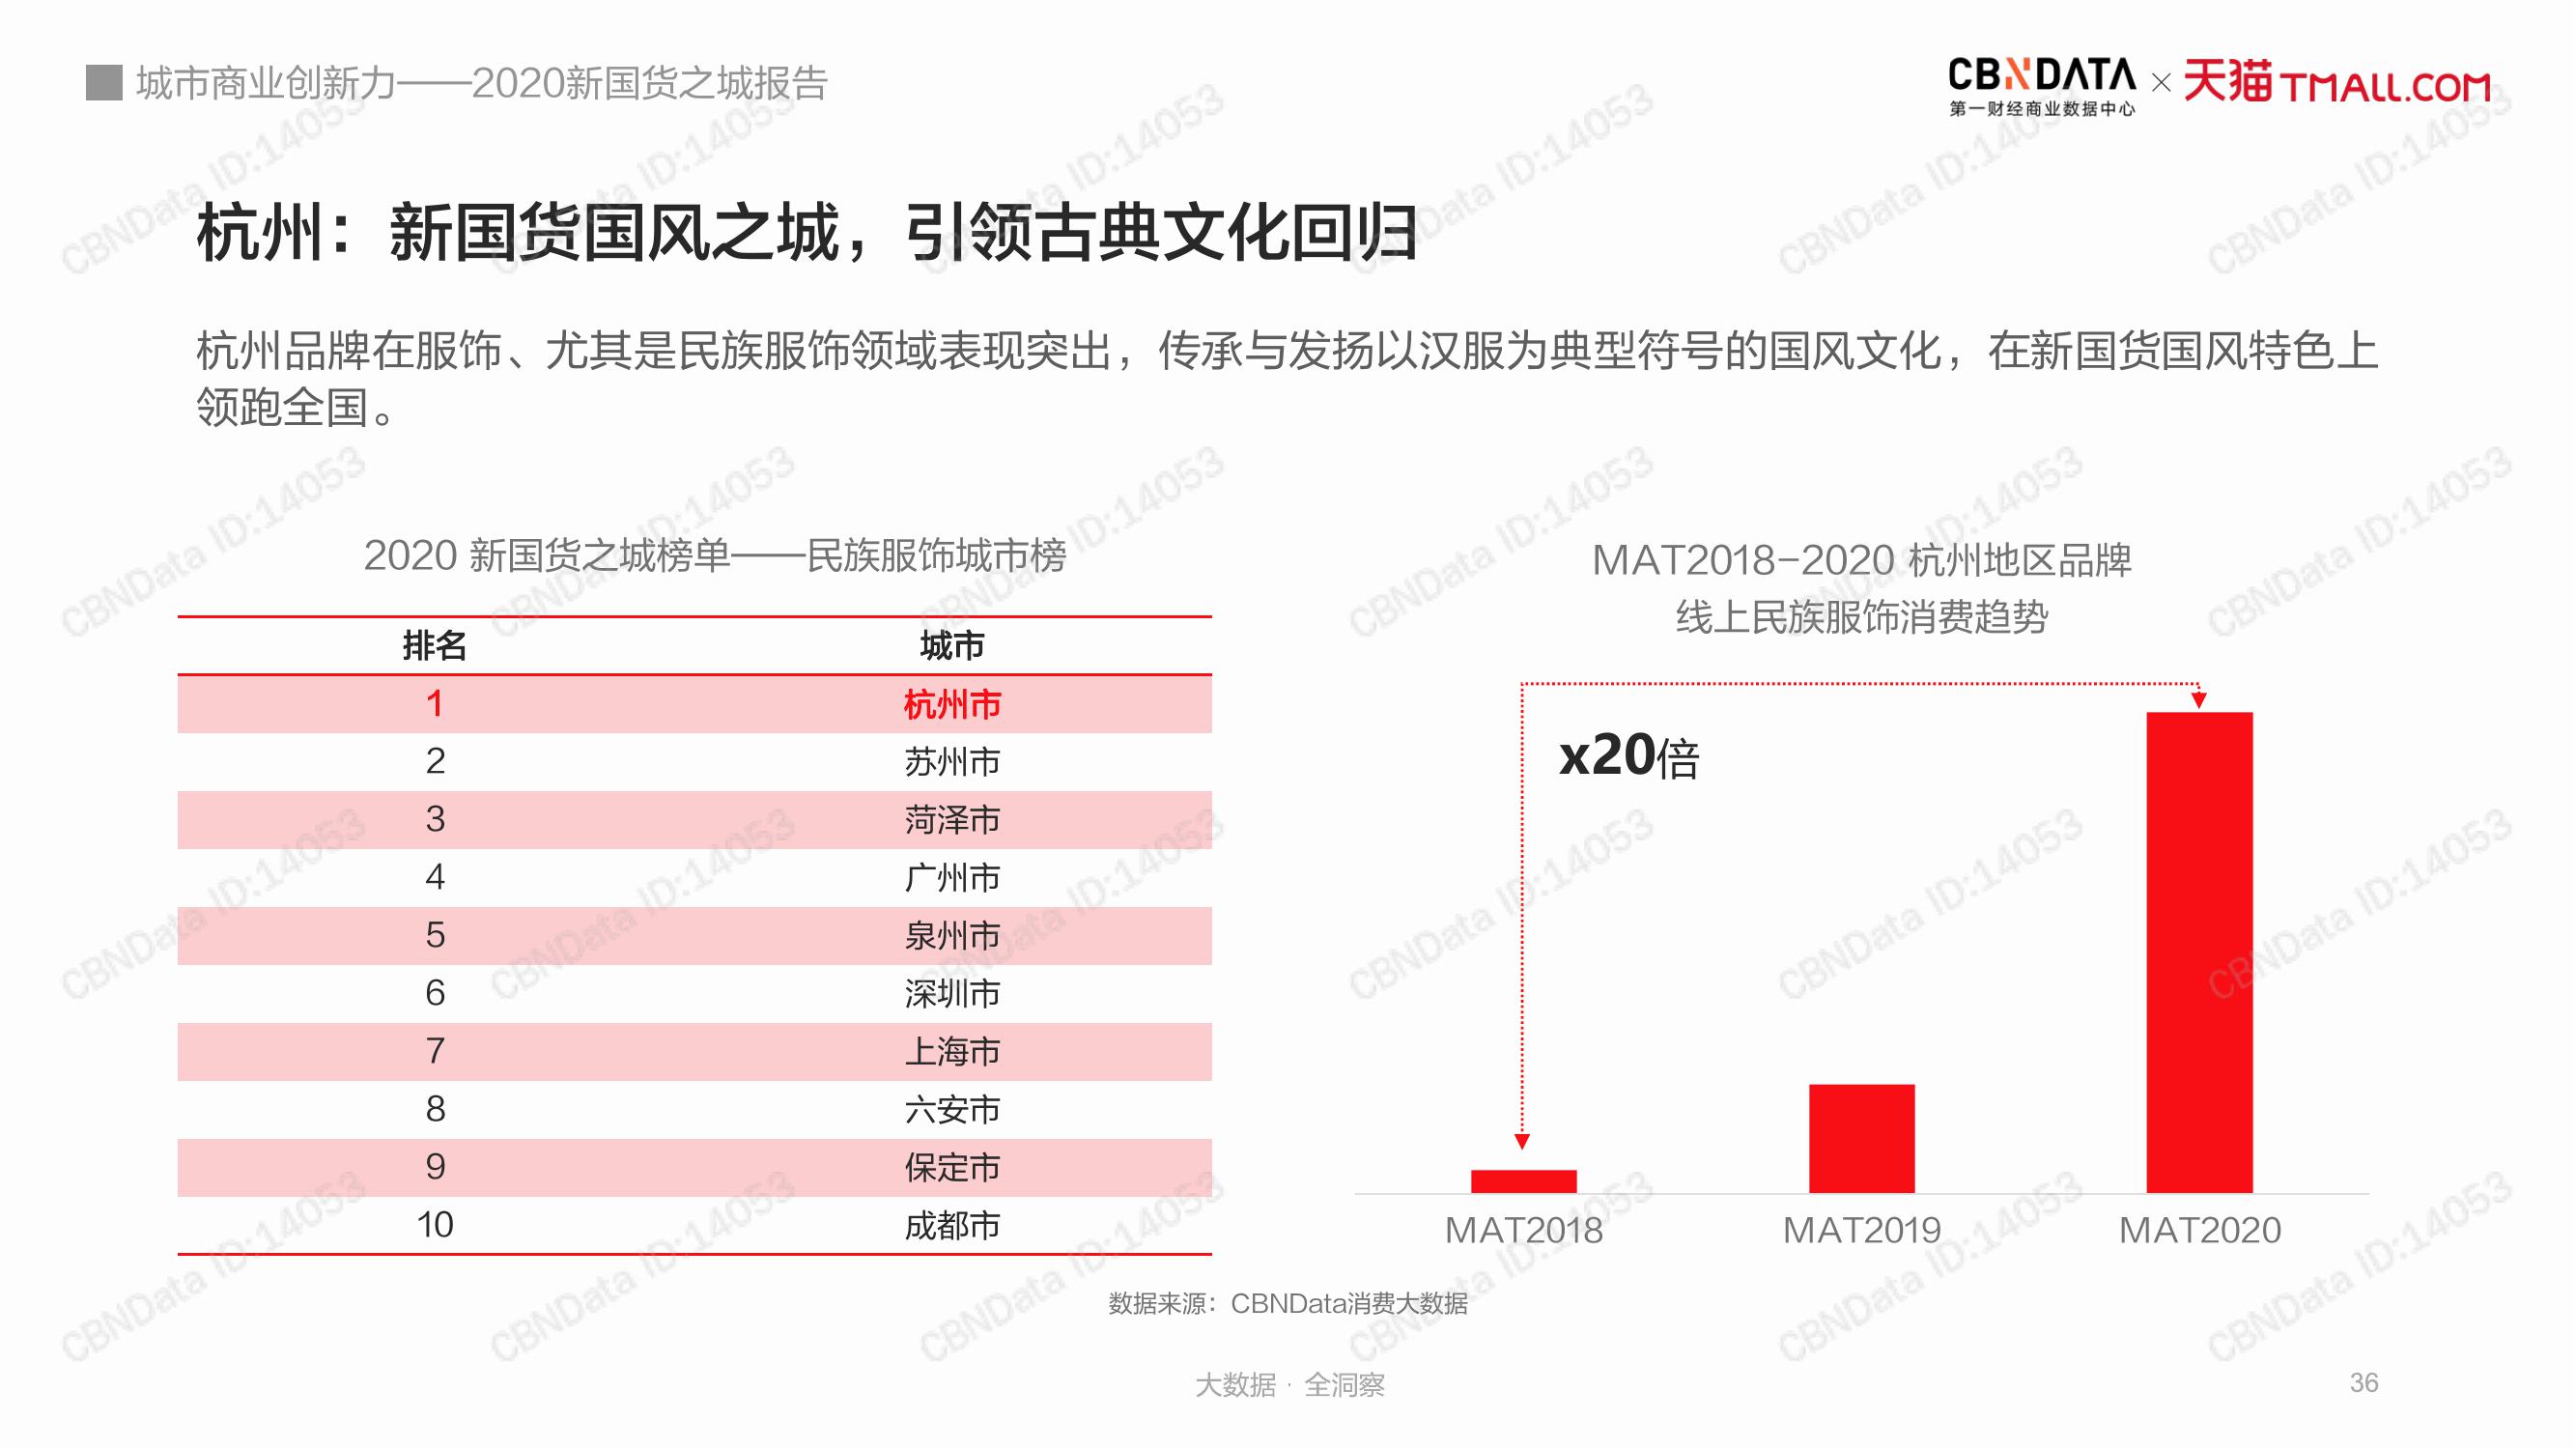 城市商业创新力——2020新国货之城报告
CBNDATA × 天猫 TMALL.COM
第一财经商业数据中心
杭州：新国货国风之城，引领古典文化回归
杭州品牌在服饰、尤其是民族服饰领域表现突出，传承与发扬以汉服为典型符号的国风文化，在新国货国风特色上
领跑全国。
2020 新国货之城榜单——民族服饰城市榜
排名 城市
1 杭州市
2 苏州市
3 菏泽市
4 广州市
5 泉州市
6 深圳市
7 上海市
8 六安市
9 保定市
10 成都市
MAT2018-2020 杭州地区品牌
线上民族服饰消费趋势
x20倍
MAT2018 MAT2019 MAT2020
数据来源：CBNData消费大数据
大数据 · 全洞察
36
CBNData ID:14053